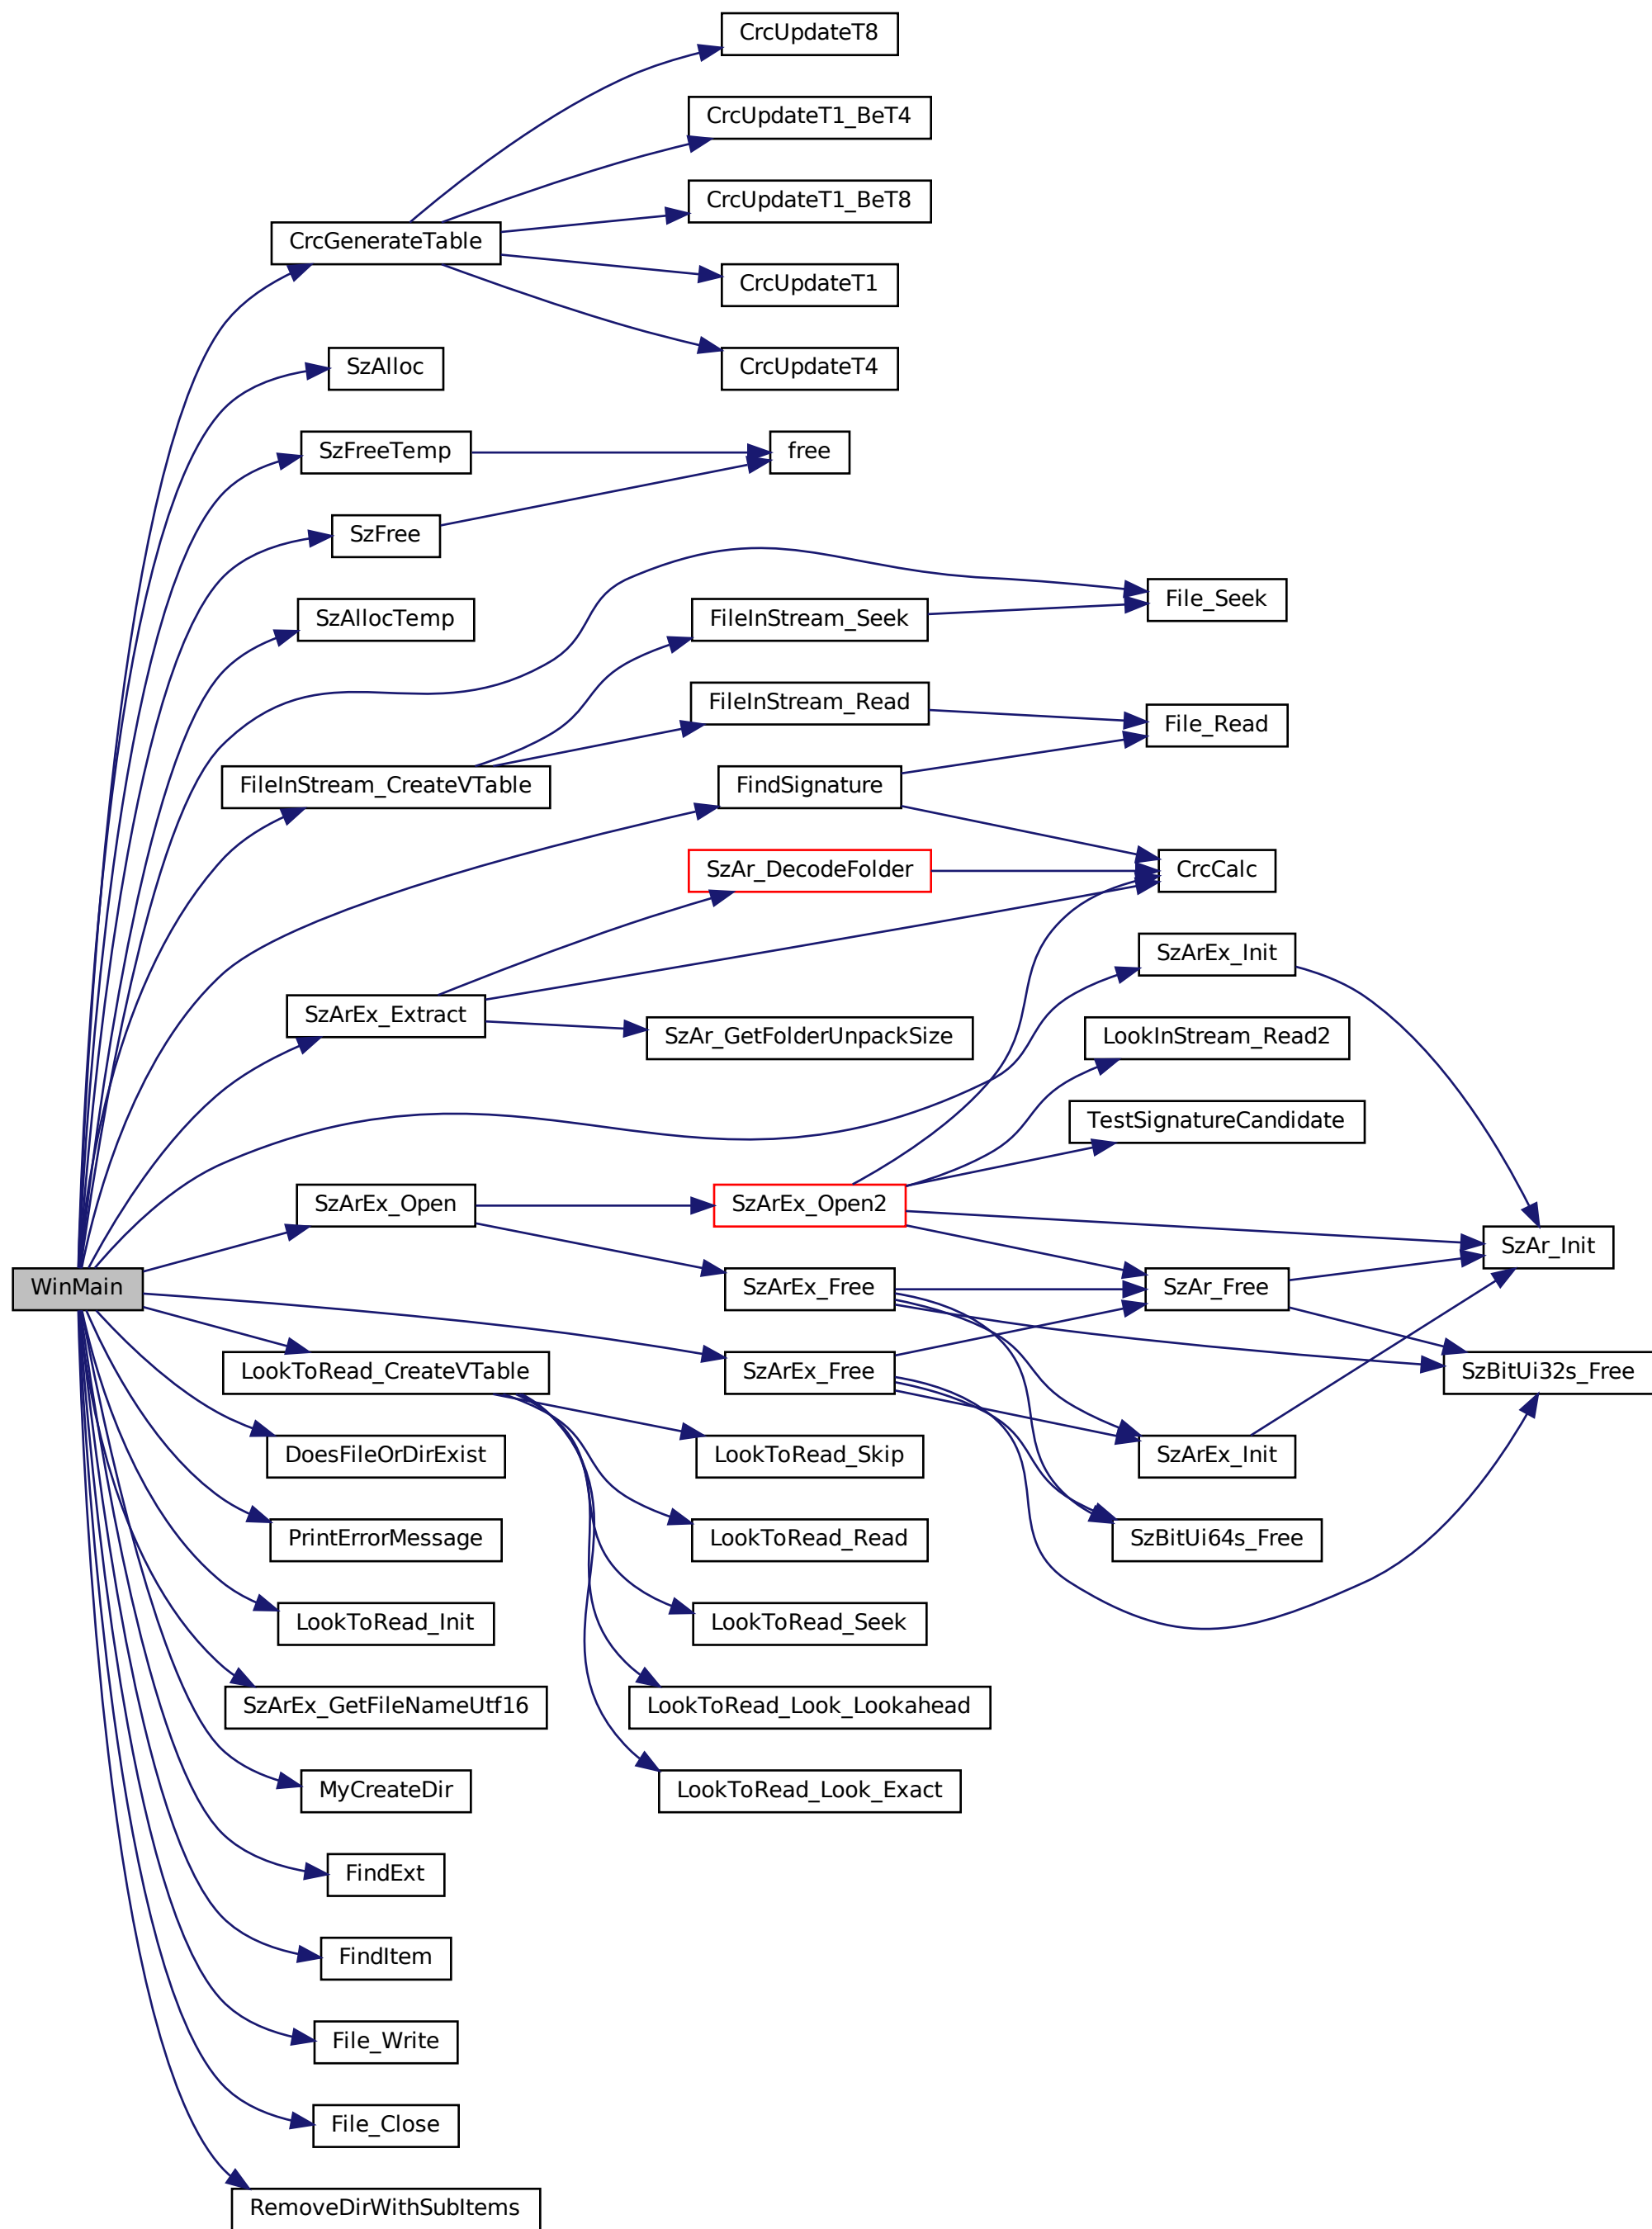 CrcUpdateT8
CrcUpdateT1_BeT4
CrcUpdateT1_BeT8
CrcGenerateTable
CrcUpdateT1
CrcUpdateT4
SzAlloc
SzFreeTemp
free
SzFree
File_Seek
SzAllocTemp
FileInStream_Seek
FileInStream_Read
File_Read
FileInStream_CreateVTable
FindSignature
SzAr_DecodeFolder
CrcCalc
SzArEx_Init
SzArEx_Extract
SzAr_GetFolderUnpackSize
LookInStream_Read2
TestSignatureCandidate
SzArEx_Open
SzArEx_Open2
SzAr_Init
WinMain
SzArEx_Free
SzAr_Free
LookToRead_CreateVTable
SzArEx_Free
SzBitUi32s_Free
DoesFileOrDirExist
LookToRead_Skip
SzArEx_Init
PrintErrorMessage
LookToRead_Read
SzBitUi64s_Free
LookToRead_Init
LookToRead_Seek
SzArEx_GetFileNameUtf16
LookToRead_Look_Lookahead
MyCreateDir
LookToRead_Look_Exact
FindExt
FindItem
File_Write
File_Close
RemoveDirWithSubItems